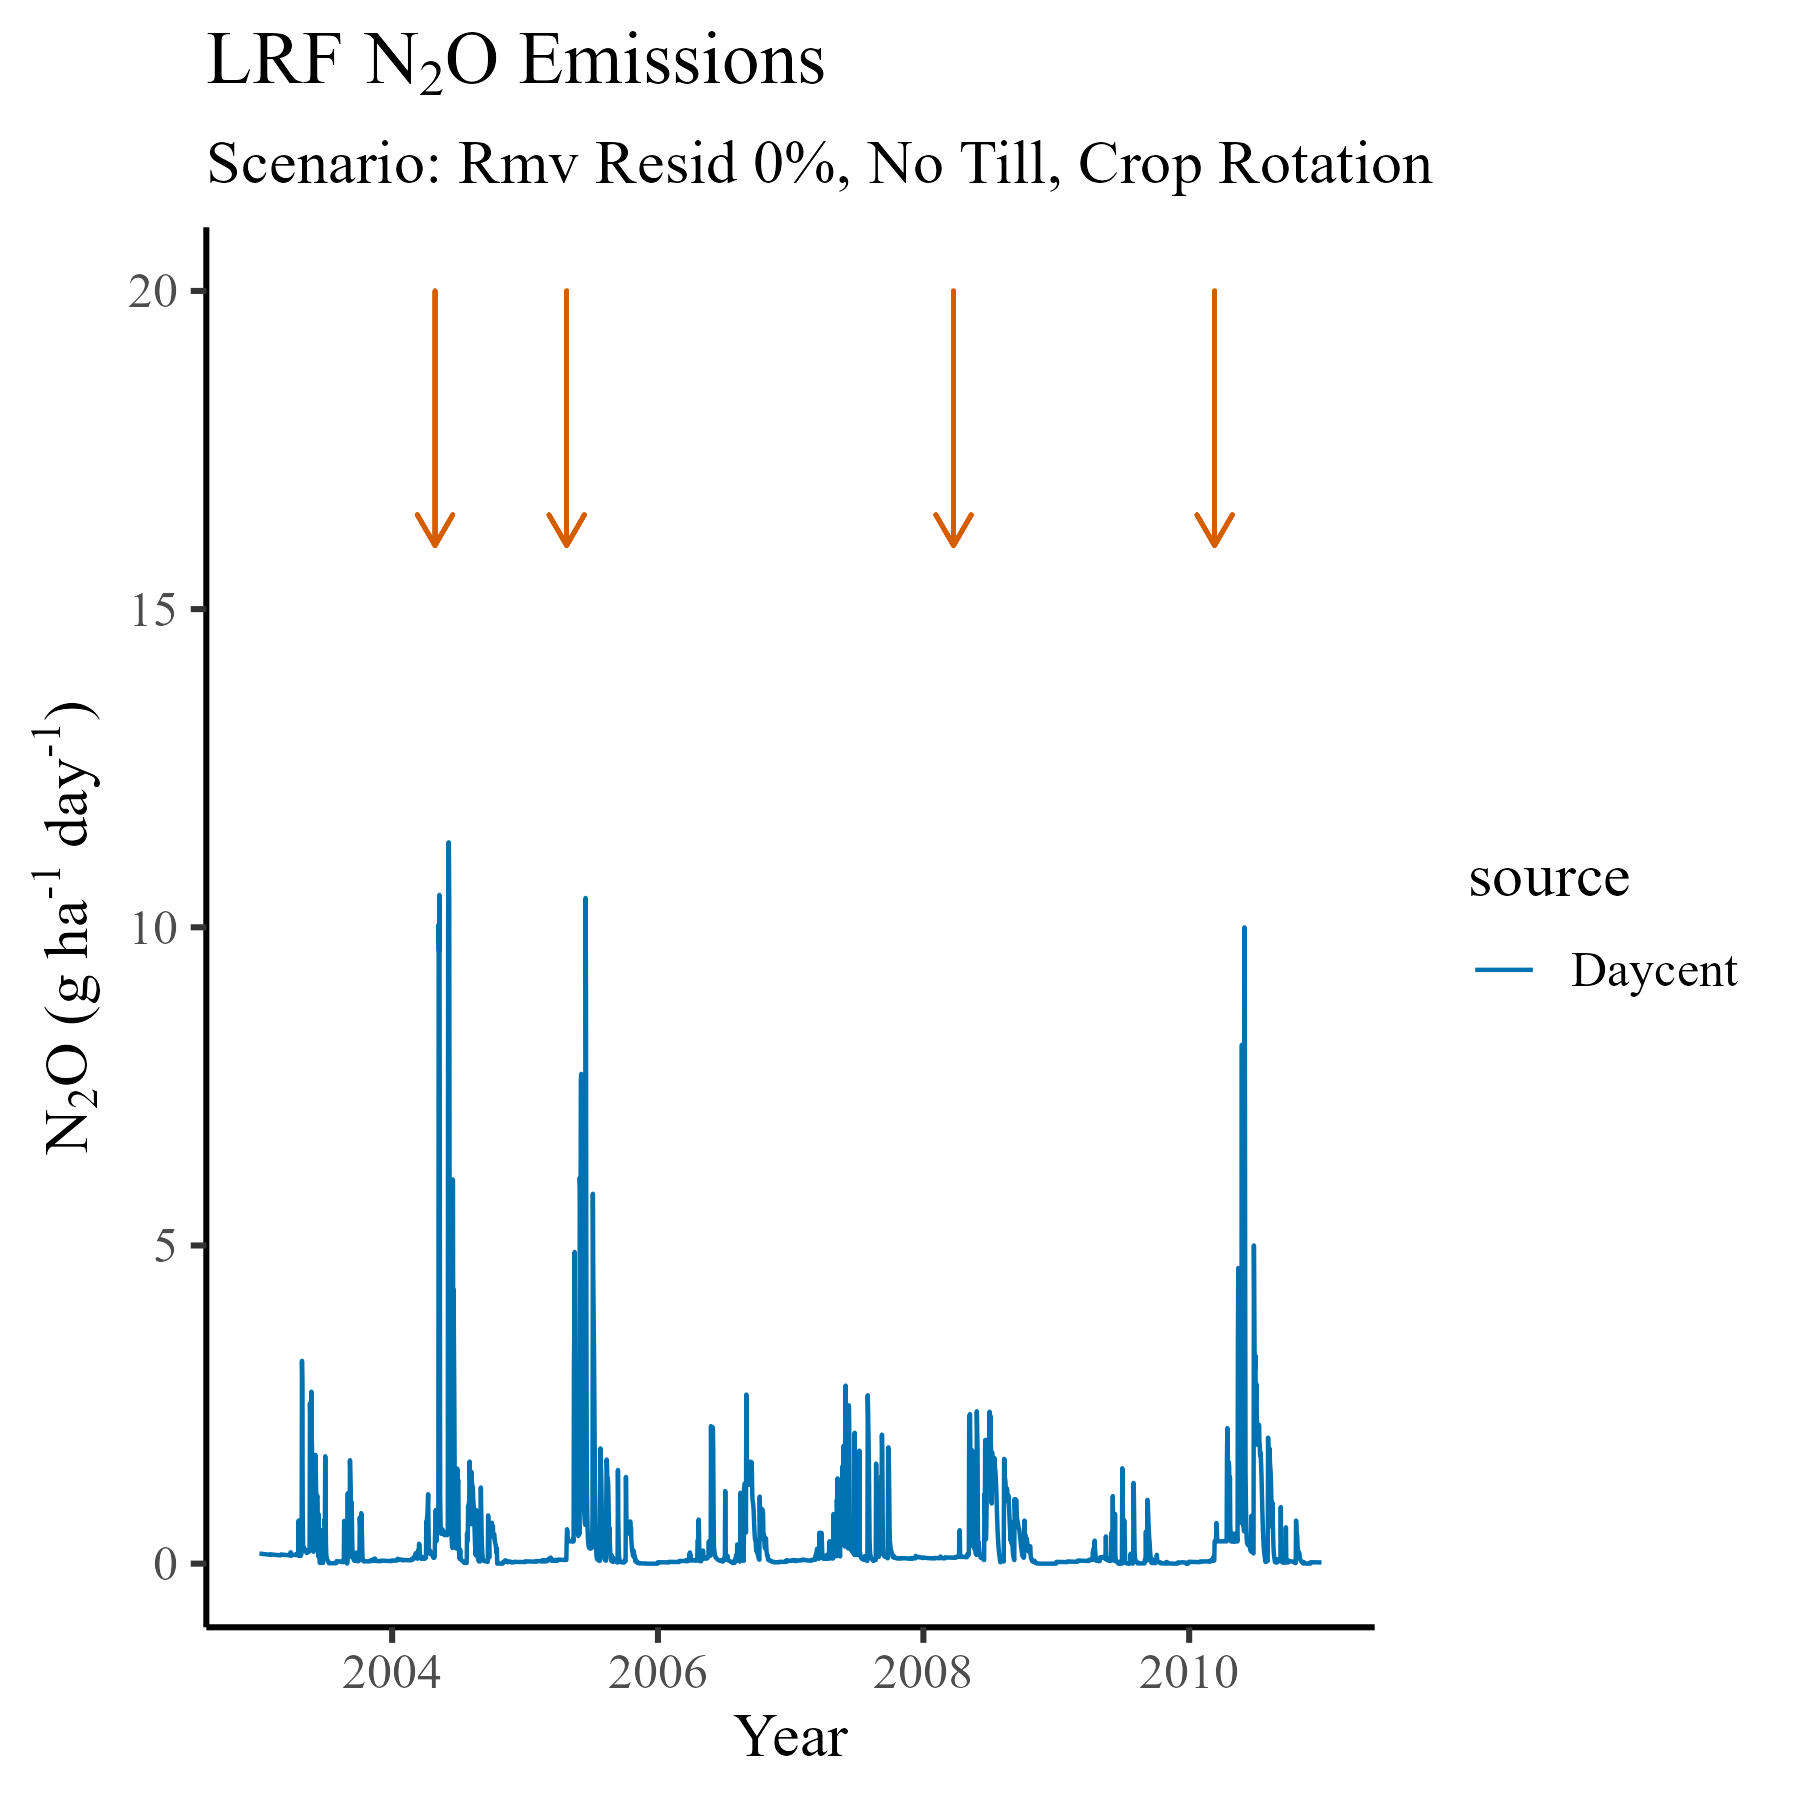 LRF N₂O Emissions
Scenario: Rmv Resid 0%, No Till, Crop Rotation
20
15
10
5
0
N₂O (g ha⁻¹ day⁻¹)
2004 2006 2008 2010
Year
source
Daycent